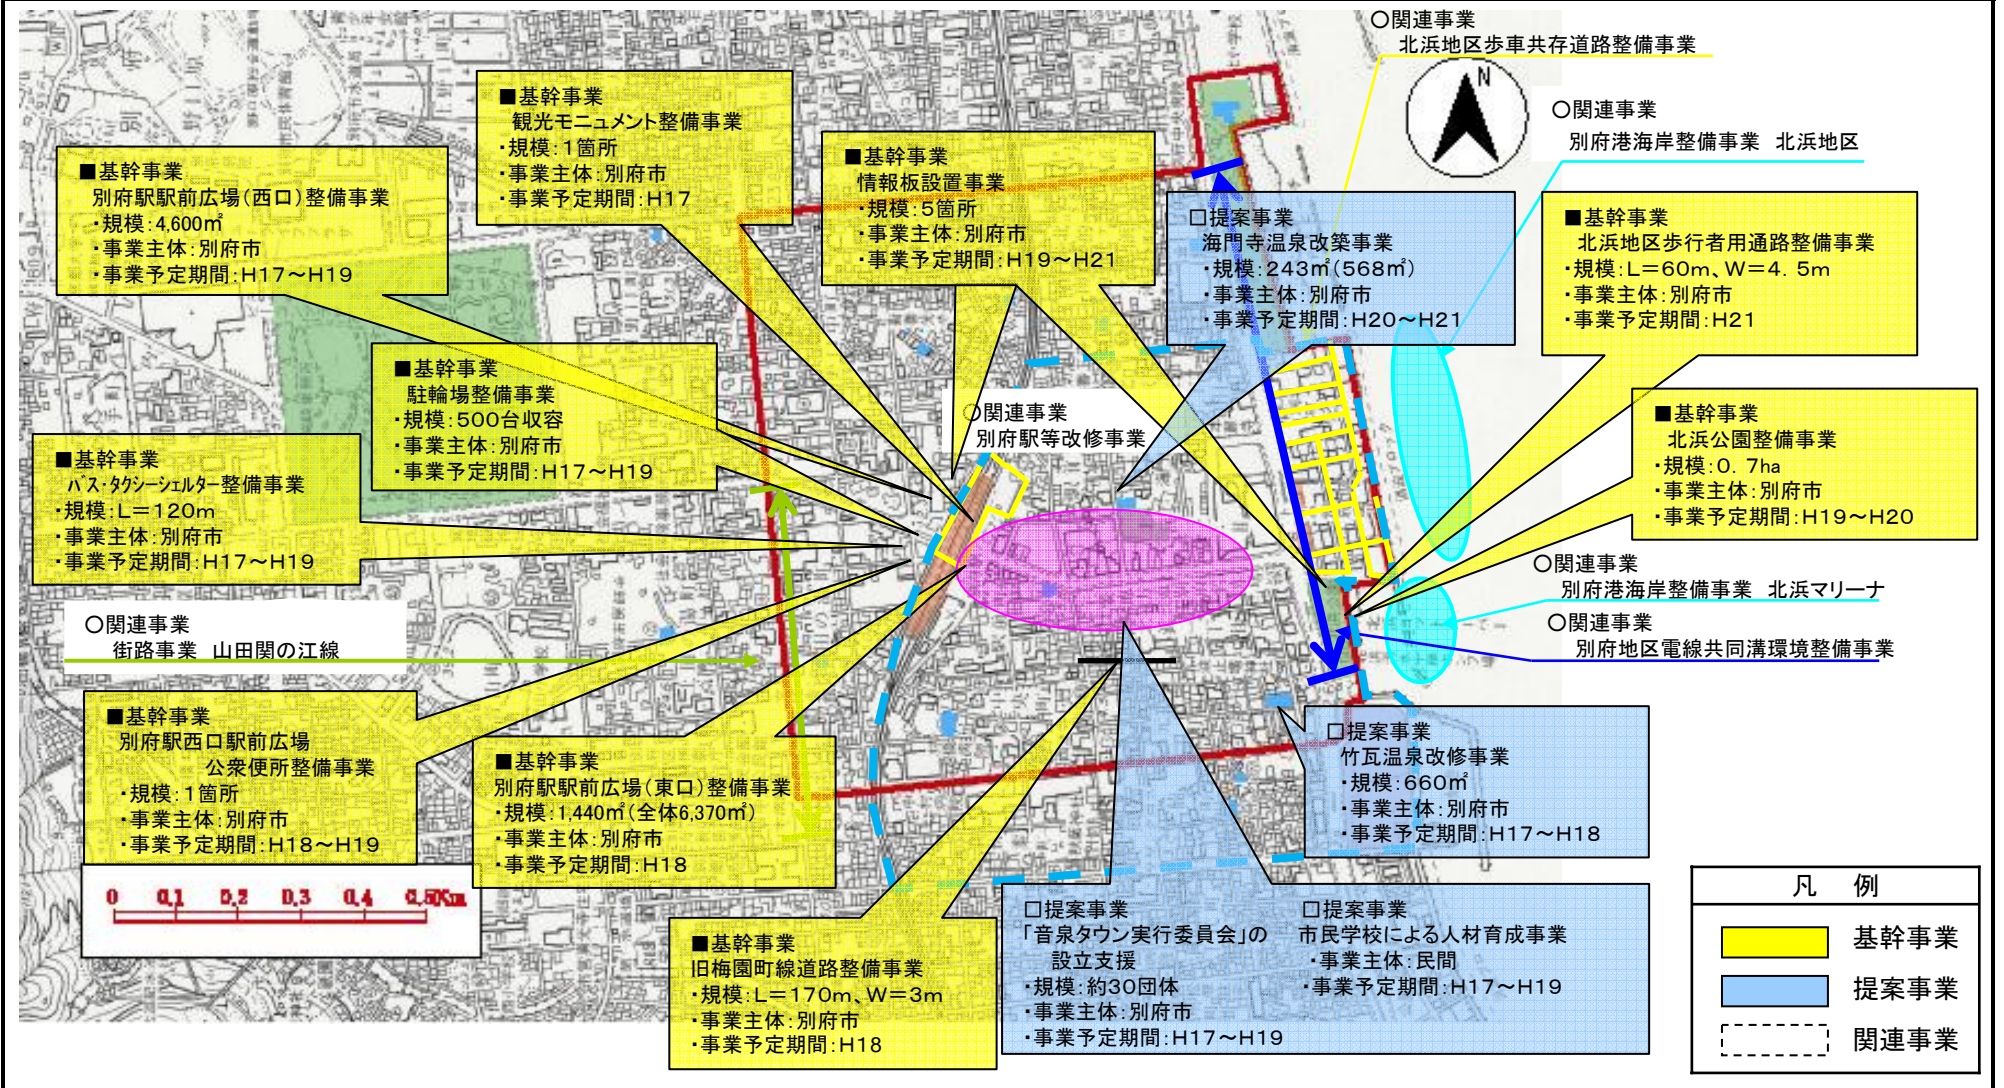 ○関連事業
北浜地区歩車共存道路整備事業
N
○関連事業
別府港海岸整備事業 北浜地区
■基幹事業
観光モニュメント整備事業
・規模:1箇所
・事業主体:別府市
・事業予定期間:H17
■基幹事業
別府駅駅前広場(西口)整備事業
・規模:4,600㎡
・事業主体:別府市
・事業予定期間:H17～H19
■基幹事業
情報板設置事業
・規模:5箇所
・事業主体:別府市
・事業予定期間:H19～H21
□提案事業
海門寺温泉改築事業
・規模:243㎡(568㎡)
・事業主体:別府市
・事業予定期間:H20～H21
■基幹事業
北浜地区歩行者用通路整備事業
・規模:L=60m、W=4.5m
・事業主体:別府市
・事業予定期間:H21
■基幹事業
駐輪場整備事業
・規模:500台収容
・事業主体:別府市
・事業予定期間:H17～H19
○関連事業
別府駅等改修事業
■基幹事業
北浜公園整備事業
・規模:0.7ha
・事業主体:別府市
・事業予定期間:H19～H20
■基幹事業
バス・タクシーシェルター整備事業
・規模:L=120m
・事業主体:別府市
・事業予定期間:H17～H19
○関連事業
別府港海岸整備事業 北浜マリーナ
○関連事業
別府地区電線共同溝環境整備事業
○関連事業
街路事業 山田関の江線
■基幹事業
別府駅西口駅前広場
公衆便所整備事業
・規模:1箇所
・事業主体:別府市
・事業予定期間:H18～H19
■基幹事業
別府駅駅前広場(東口)整備事業
・規模:1,440㎡(全体6,370㎡)
・事業主体:別府市
・事業予定期間:H18
□提案事業
竹瓦温泉改修事業
・規模:660㎡
・事業主体:別府市
・事業予定期間:H17～H18
0 0.1 0.2 0.3 0.4 0.5Km
■基幹事業
旧梅園町線道路整備事業
・規模:L=170m、W=3m
・事業主体:別府市
・事業予定期間:H18
□提案事業
「音泉タウン実行委員会」の
設立支援
・規模:約30団体
・事業主体:別府市
・事業予定期間:H17～H19
□提案事業
市民学校による人材育成事業
・事業主体:民間
・事業予定期間:H17～H19
凡 例
基幹事業
提案事業
関連事業